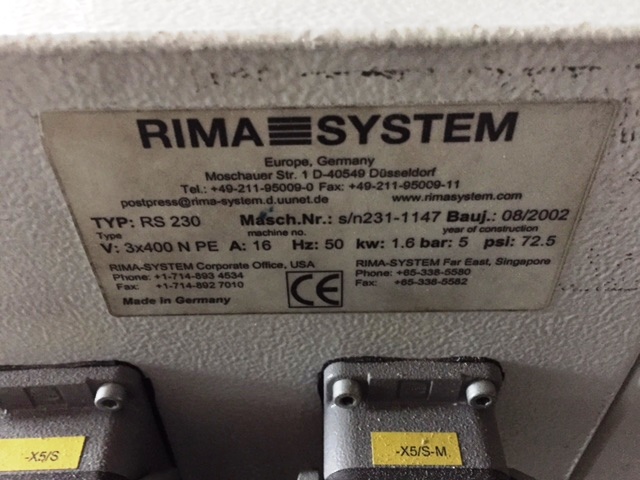 RIMA SYSTEM
Europe, Germany
Moschauer Str. 1 D-40549 Düsseldorf
Tel.: +49-211-95009-0 Fax: +49-211-95009-11
postpress@rima-system.d.uunet.de www.rimasystem.com
TYP: RS 230 Masch.Nr.: s/n231-1147 Bauj.: 08/2002
Type machine no. year of construction
V: 3x400 N PE A: 16 Hz: 50 kw: 1.6 bar: 5 psi: 72.5
RIMA-SYSTEM Corporate Office, USA
Phone: +1-714-893 4534
Fax: +1-714-892 7010
Made in Germany
CE
RIMA-SYSTEM Far East, Singapore
Phone: +65-338-5580
Fax: +65-338-5582
-X5/S
-X5/S-M